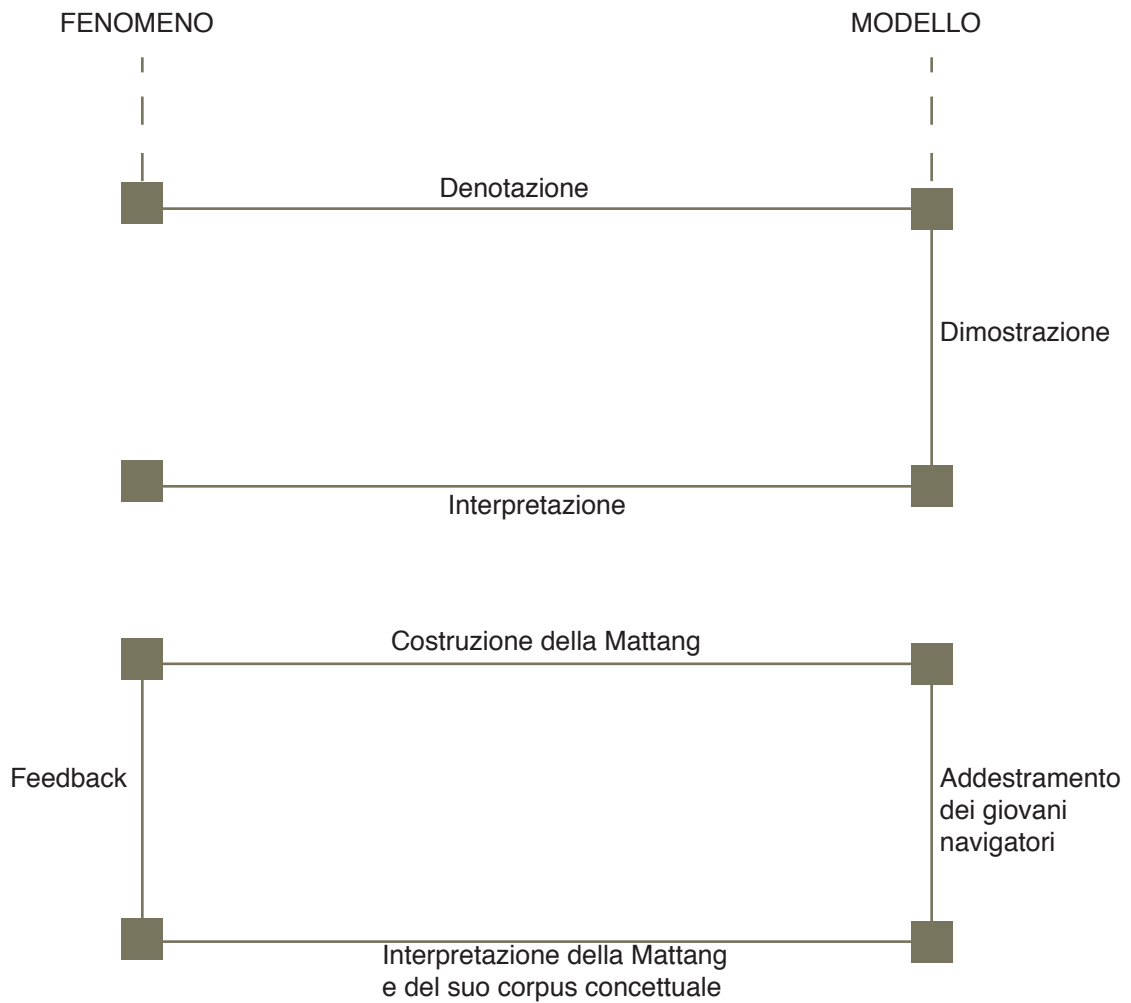 FENOMENO
MODELLO
Denotazione
Dimostrazione
Interpretazione
Costruzione della Mattang
Feedback
Addestramento
dei giovani
navigatori
Interpretazione della Mattang
e del suo corpus concettuale